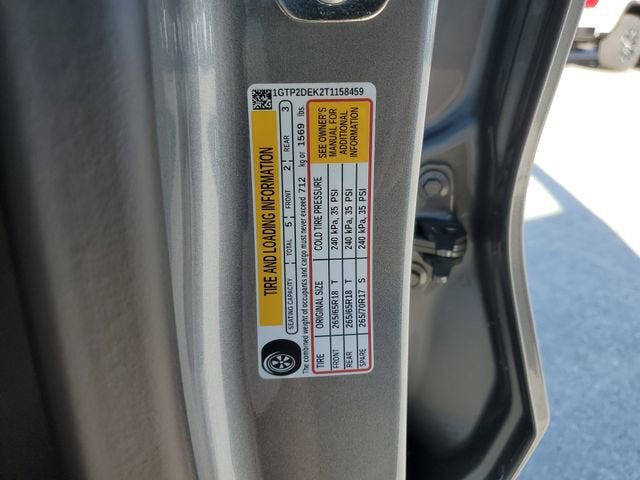 1GTP2DEK2T1158459
TIRE AND LOADING INFORMATION
SEATING CAPACITY TOTAL 5 FRONT 2 REAR 3
The combined weight of occupants and cargo must never exceed 712 kg or 1569 lbs.
TIRE ORIGINAL SIZE COLD TIRE PRESSURE
FRONT 265/65R18 T 240 kPa, 35 PSI
REAR 265/65R18 T 240 kPa, 35 PSI
SPARE 265/70R17 S 240 kPa, 35 PSI
SEE OWNER'S
MANUAL FOR
ADDITIONAL
INFORMATION